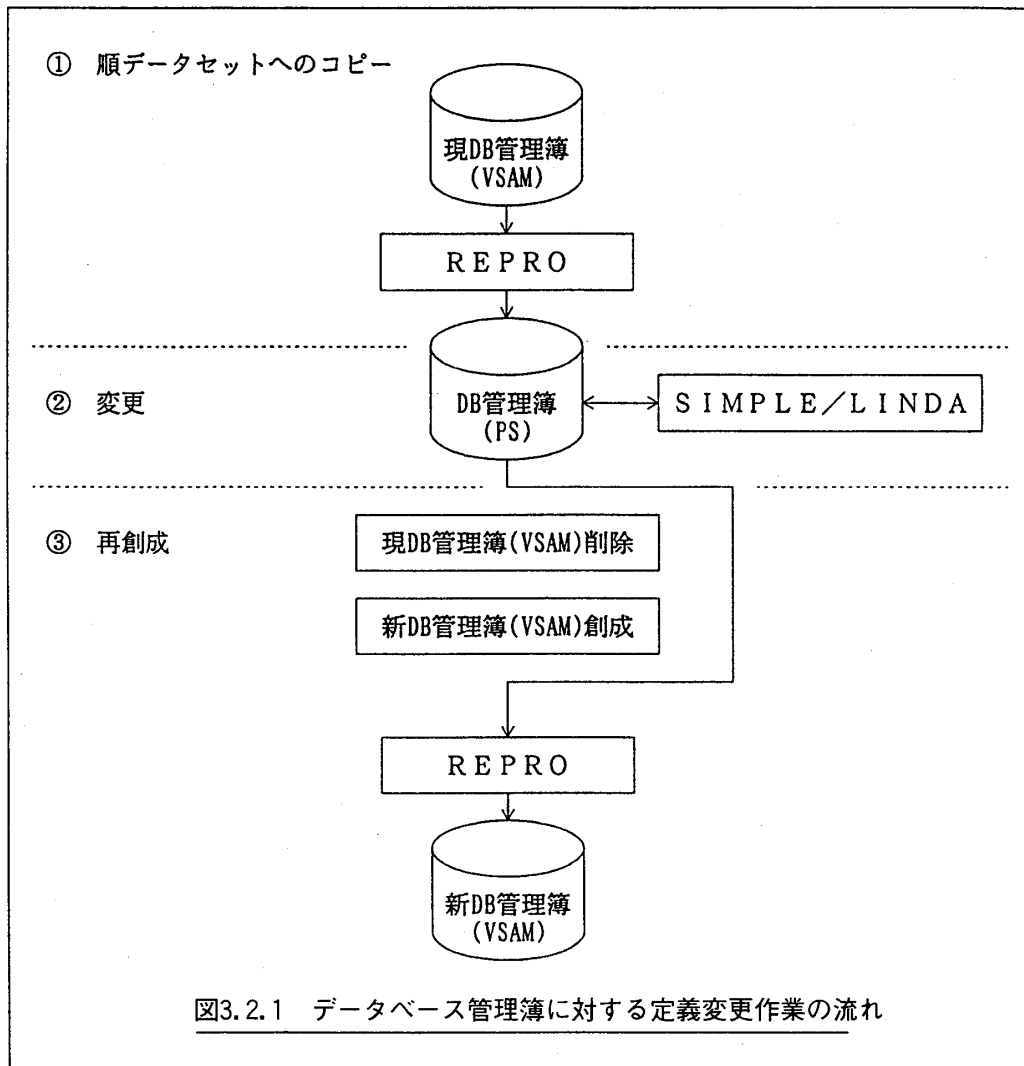 ① 順データセットへのコピー
現DB管理簿
(VSAM)
ＲＥＰＲＯ
② 変更
DB管理簿
(PS)
ＳＩＭＰＬＥ／ＬＩＮＤＡ
③ 再創成
現DB管理簿(VSAM)削除
新DB管理簿(VSAM)創成
ＲＥＰＲＯ
新DB管理簿
(VSAM)
図3.2.1 データベース管理簿に対する定義変更作業の流れ